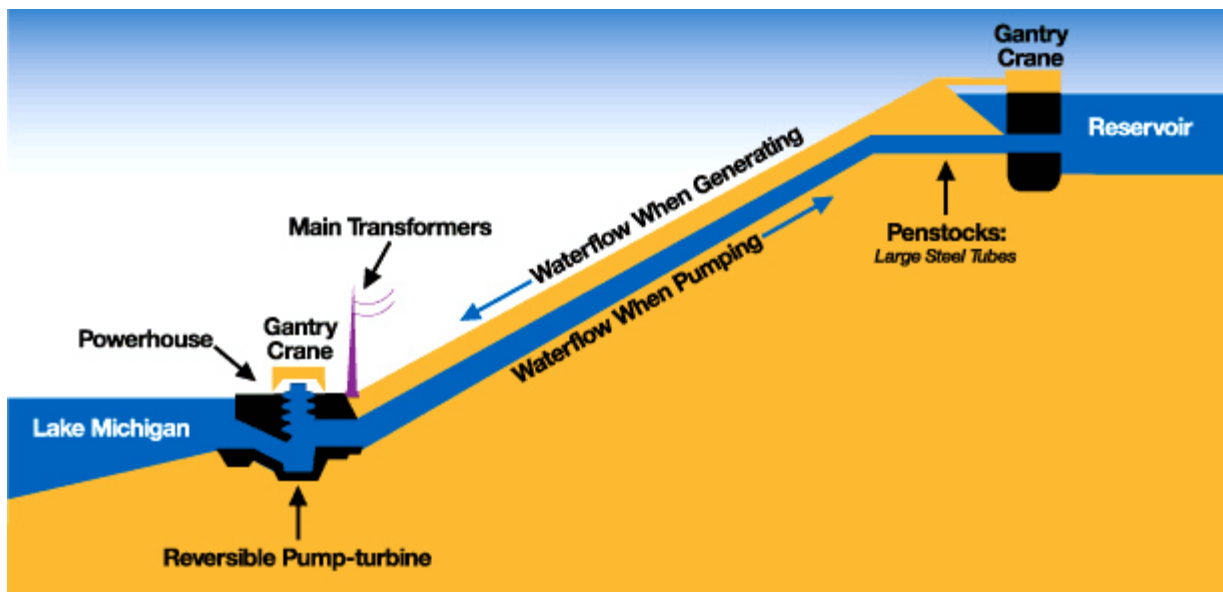 Gantry
Crane
Reservoir
Waterflow When Generating
Main Transformers
Waterflow When Pumping
Penstocks:
Large Steel Tubes
Powerhouse
Gantry
Crane
Lake Michigan
Reversible Pump-turbine